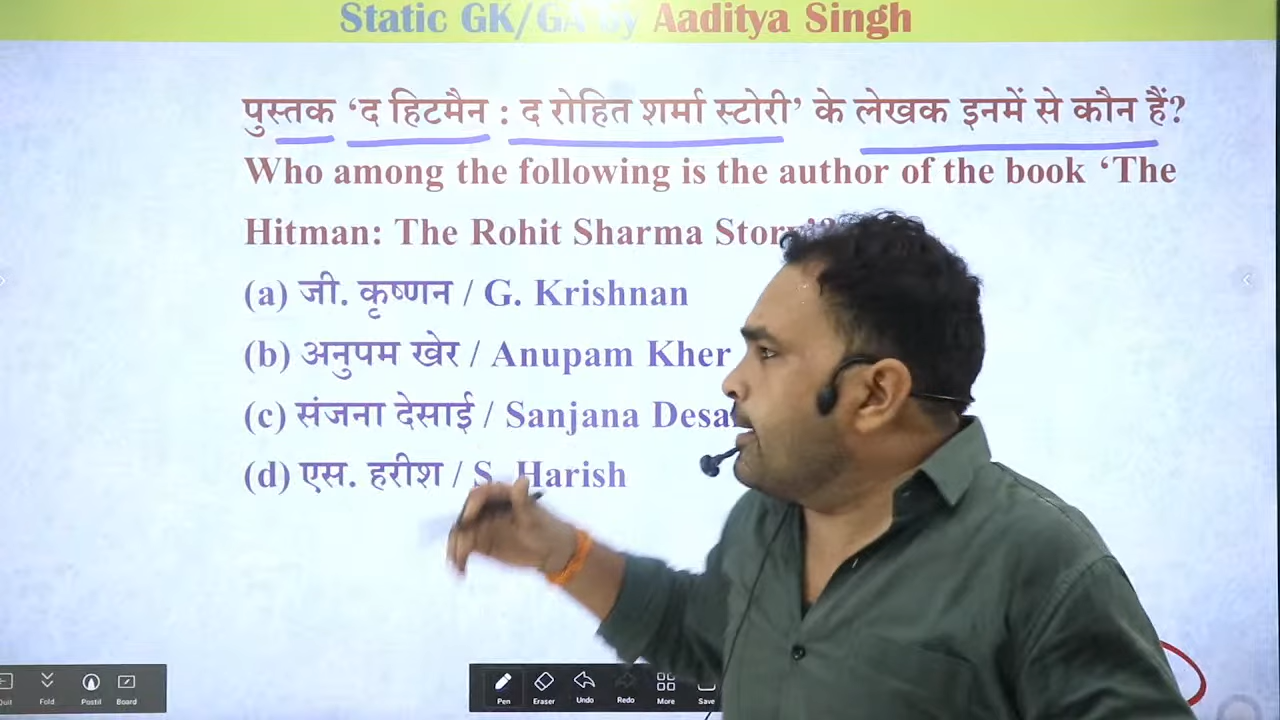 Static GK/GA by Aaditya Singh
पुस्तक ‘द हिटमैन : द रोहित शर्मा स्टोरी’ के लेखक इनमें से कौन हैं?
Who among the following is the author of the book ‘The
Hitman: The Rohit Sharma Story’?
(a) जी. कृष्णन / G. Krishnan
(b) अनुपम खेर / Anupam Kher
(c) संजना देसाई / Sanjana
(d) एस. हरीश / S. Harish
Quit Fold Postil Board Pen Eraser Undo Redo More Save